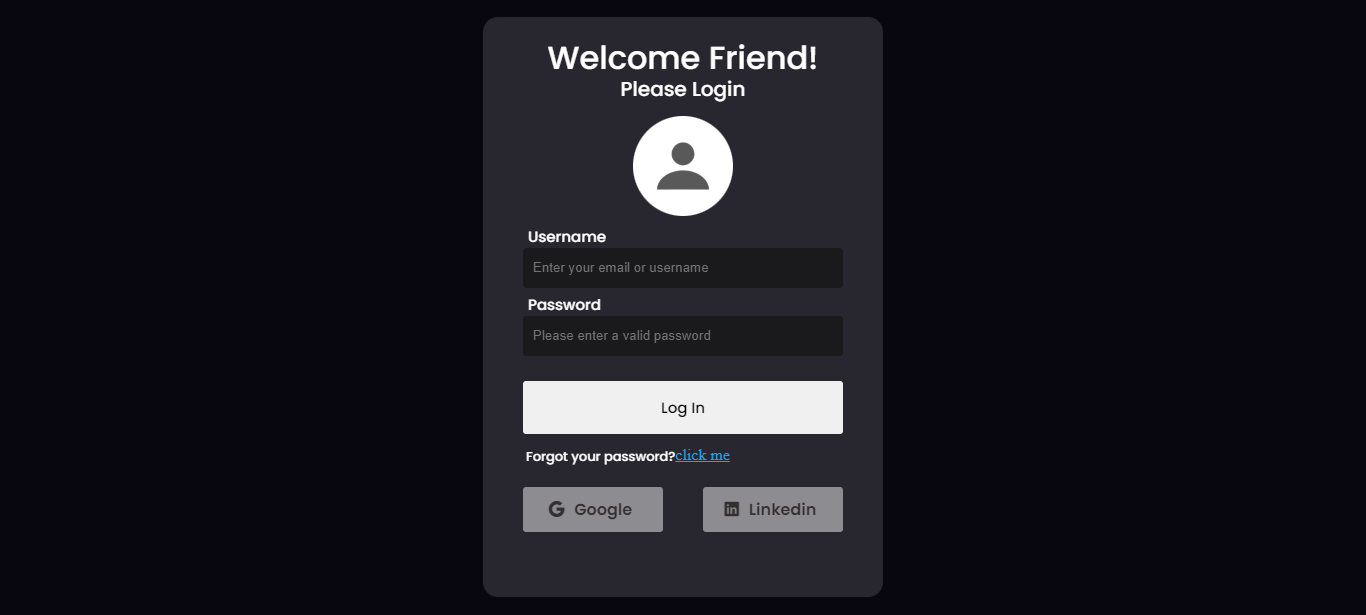 Welcome Friend!
Please Login
Username
Enter your email or username
Password
Please enter a valid password
Log In
Forgot your password?click me
Google
Linkedin